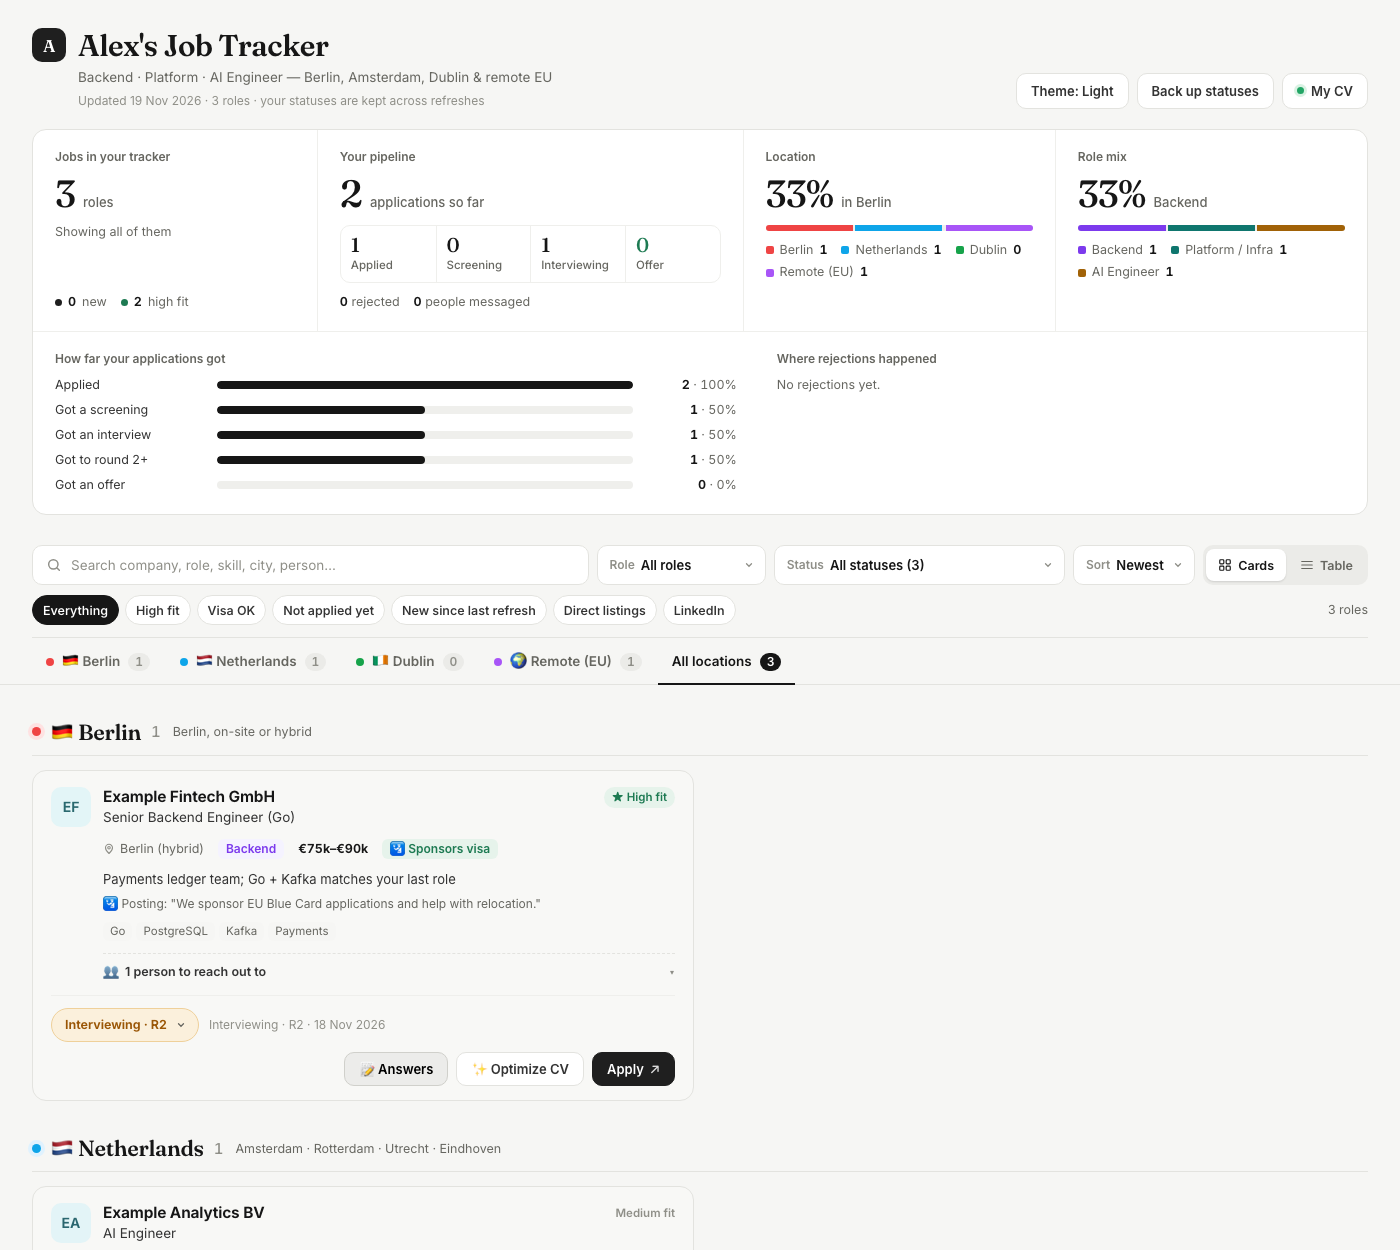 A
Alex's Job Tracker
Backend · Platform · AI Engineer — Berlin, Amsterdam, Dublin & remote EU
Updated 19 Nov 2026 · 3 roles · your statuses are kept across refreshes
Theme: Light
Back up statuses
My CV
Jobs in your tracker
3 roles
Showing all of them
0 new 2 high fit
Your pipeline
2 applications so far
1 0 1 0
Applied Screening Interviewing Offer
0 rejected 0 people messaged
Location
33% in Berlin
Berlin 1 Netherlands 1 Dublin 0
Remote (EU) 1
Role mix
33% Backend
Backend 1 Platform / Infra 1
AI Engineer 1
How far your applications got
Applied 2 · 100%
Got a screening 1 · 50%
Got an interview 1 · 50%
Got to round 2+ 1 · 50%
Got an offer 0 · 0%
Where rejections happened
No rejections yet.
Search company, role, skill, city, person...
Role All roles
Status All statuses (3)
Sort Newest
Cards
Table
Everything
High fit
Visa OK
Not applied yet
New since last refresh
Direct listings
LinkedIn
3 roles
Berlin 1
Netherlands 1
Dublin 0
Remote (EU) 1
All locations 3
Berlin 1 Berlin, on-site or hybrid
EF
Example Fintech GmbH
High fit
Senior Backend Engineer (Go)
Berlin (hybrid) Backend €75k–€90k Sponsors visa
Payments ledger team; Go + Kafka matches your last role
Posting: "We sponsor EU Blue Card applications and help with relocation."
Go PostgreSQL Kafka Payments
1 person to reach out to
Interviewing · R2
Interviewing · R2 · 18 Nov 2026
Answers
Optimize CV
Apply
Netherlands 1 Amsterdam · Rotterdam · Utrecht · Eindhoven
EA
Example Analytics BV
Medium fit
AI Engineer